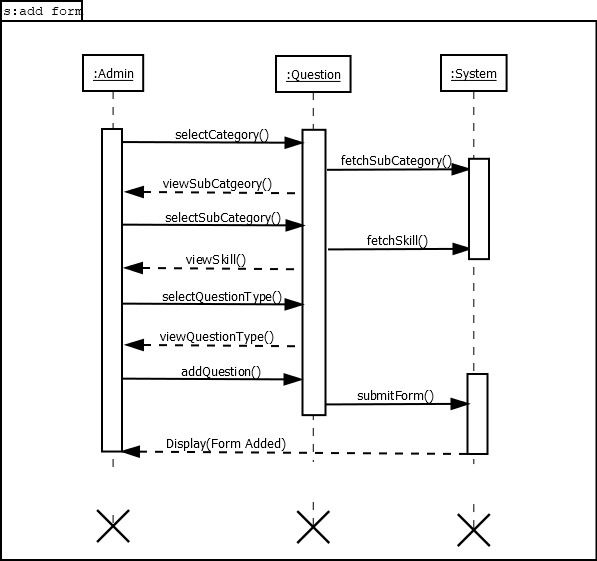 s:add form
:Admin
:Question
:System
selectCategory()
fetchSubCategory()
viewSubCatgeory()
selectSubCategory()
fetchSkill()
viewSkill()
selectQuestionType()
viewQuestionType()
addQuestion()
submitForm()
Display(Form Added)